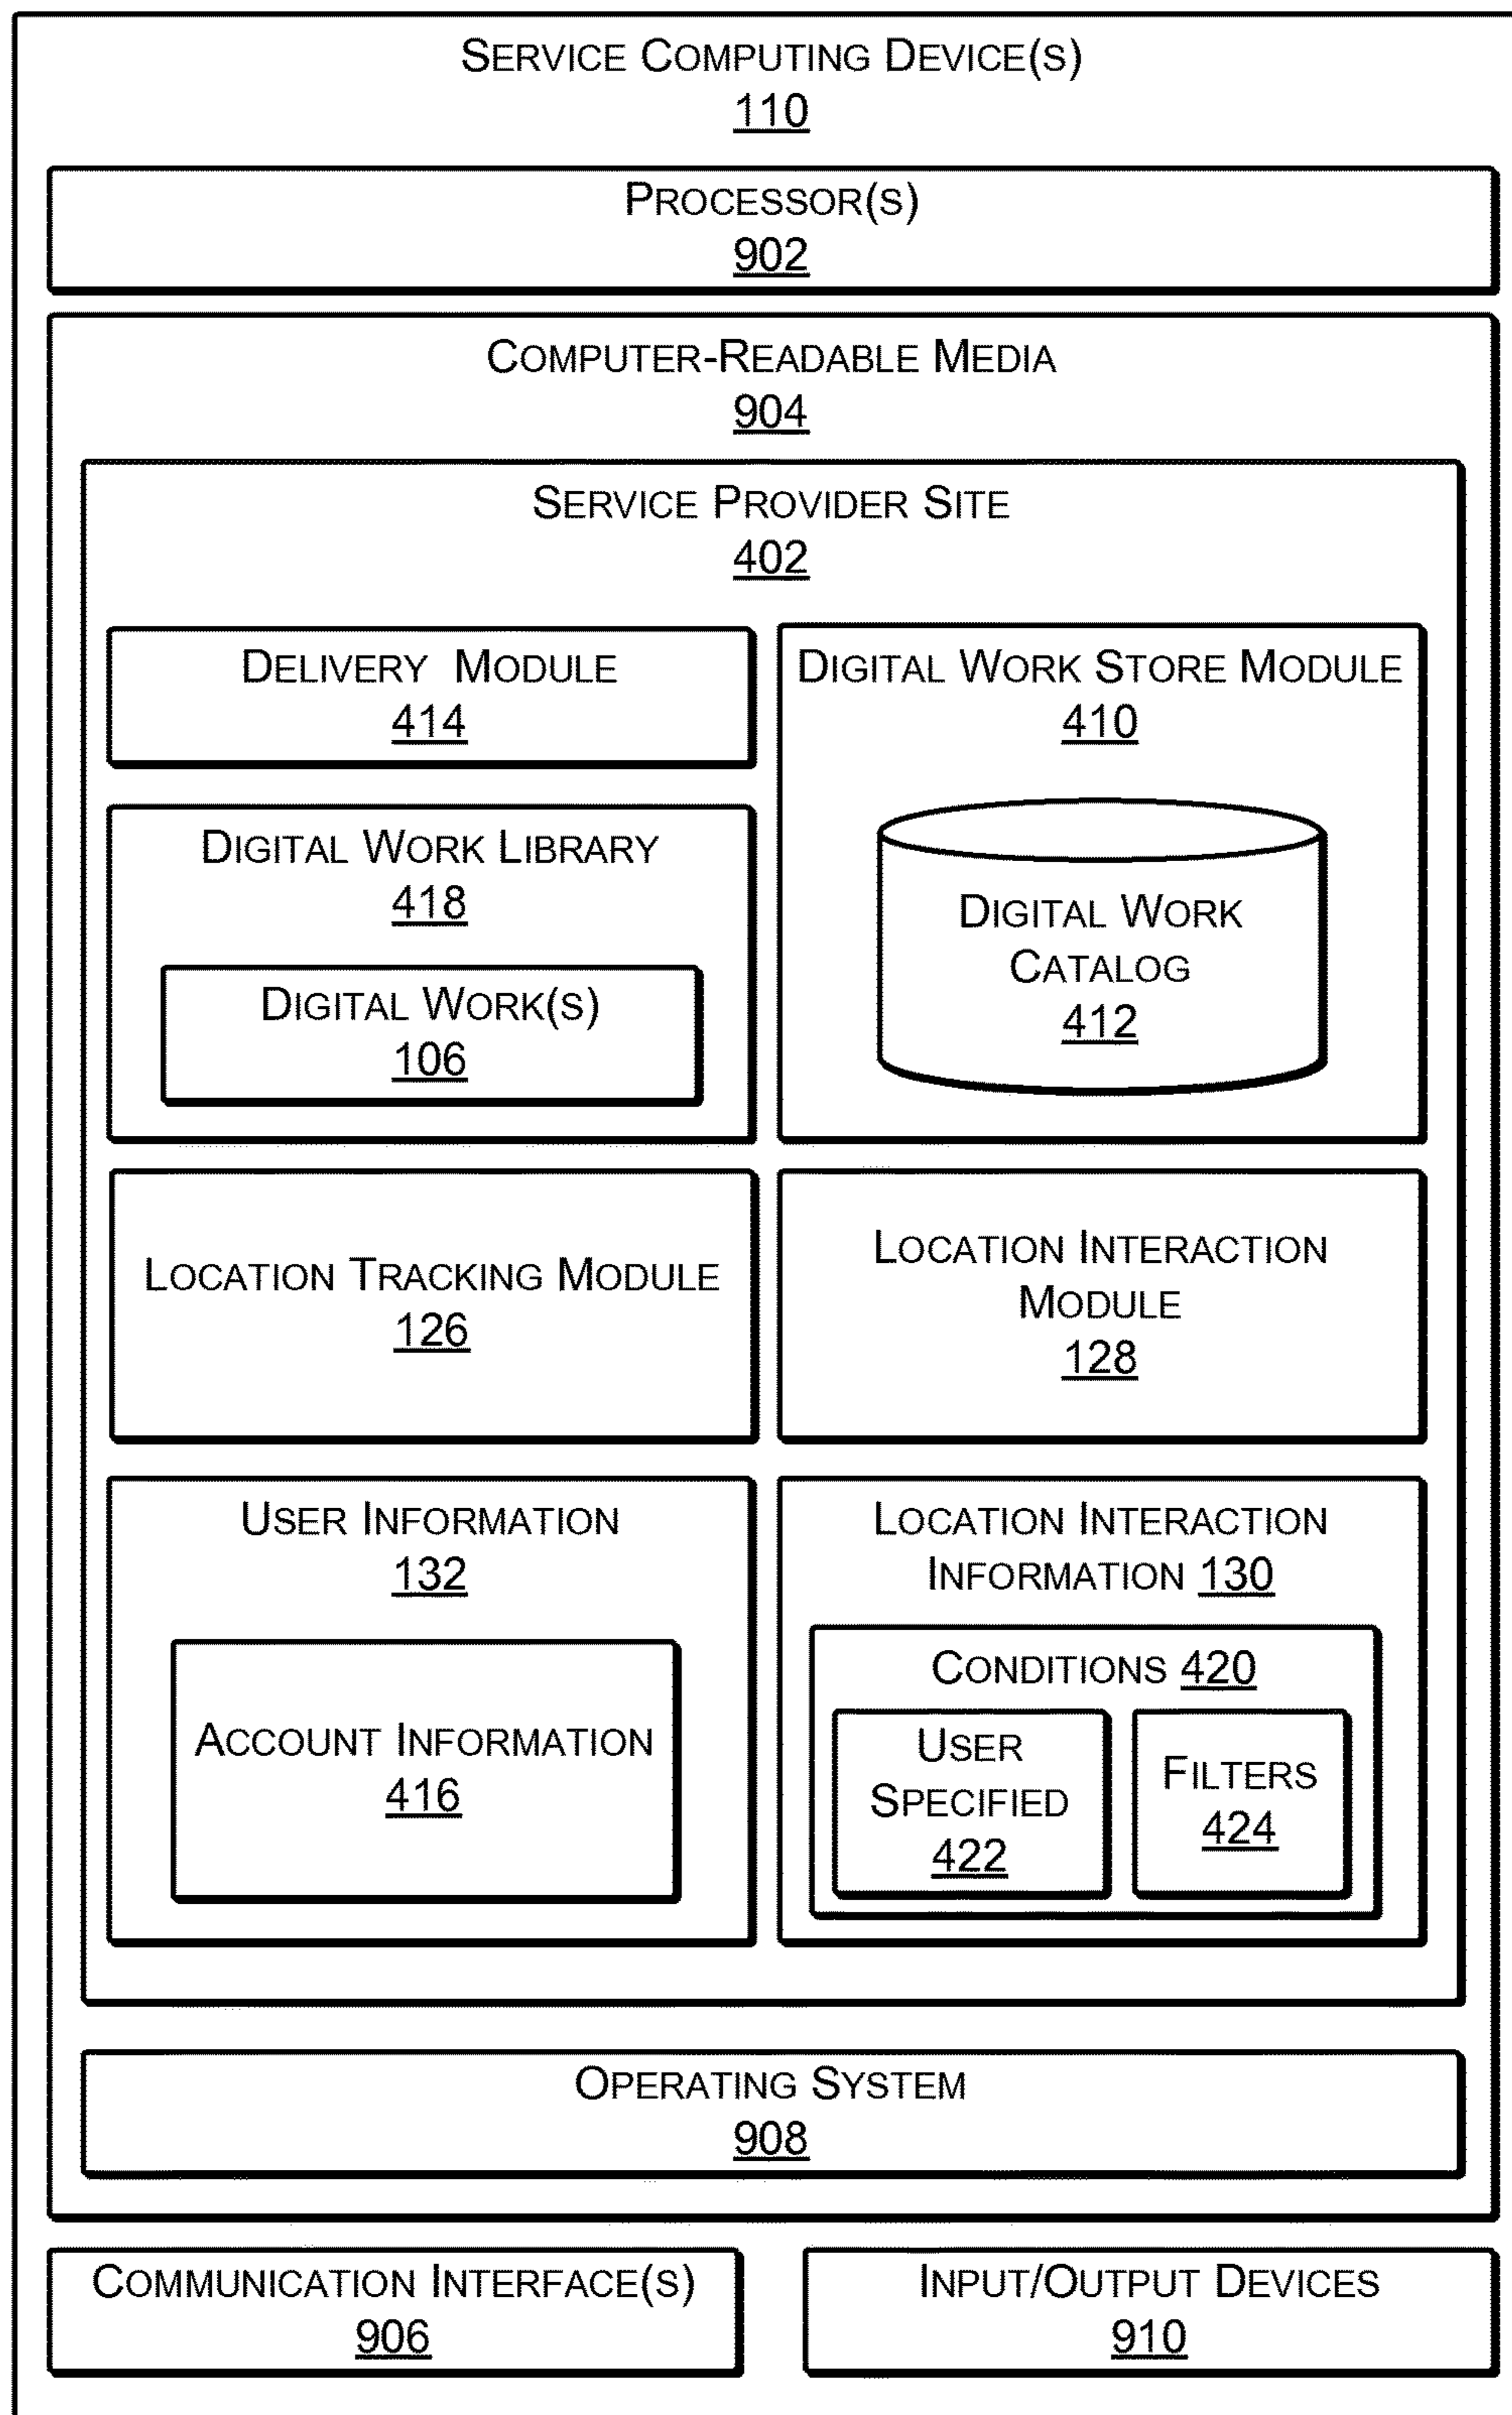 SERVICE COMPUTING DEVICE(S)
110
PROCESSOR(S)
902
COMPUTER-READABLE MEDIA
904
SERVICE PROVIDER SITE
402
DELIVERY MODULE
414
DIGITAL WORK STORE MODULE
410
DIGITAL WORK LIBRARY
418
DIGITAL WORK(S)
106
DIGITAL WORK
CATALOG
412
LOCATION TRACKING MODULE
126
LOCATION INTERACTION
MODULE
128
USER INFORMATION
132
ACCOUNT INFORMATION
416
LOCATION INTERACTION
INFORMATION 130
CONDITIONS 420
USER
SPECIFIED
422
FILTERS
424
OPERATING SYSTEM
908
COMMUNICATION INTERFACE(S)
906
INPUT/OUTPUT DEVICES
910